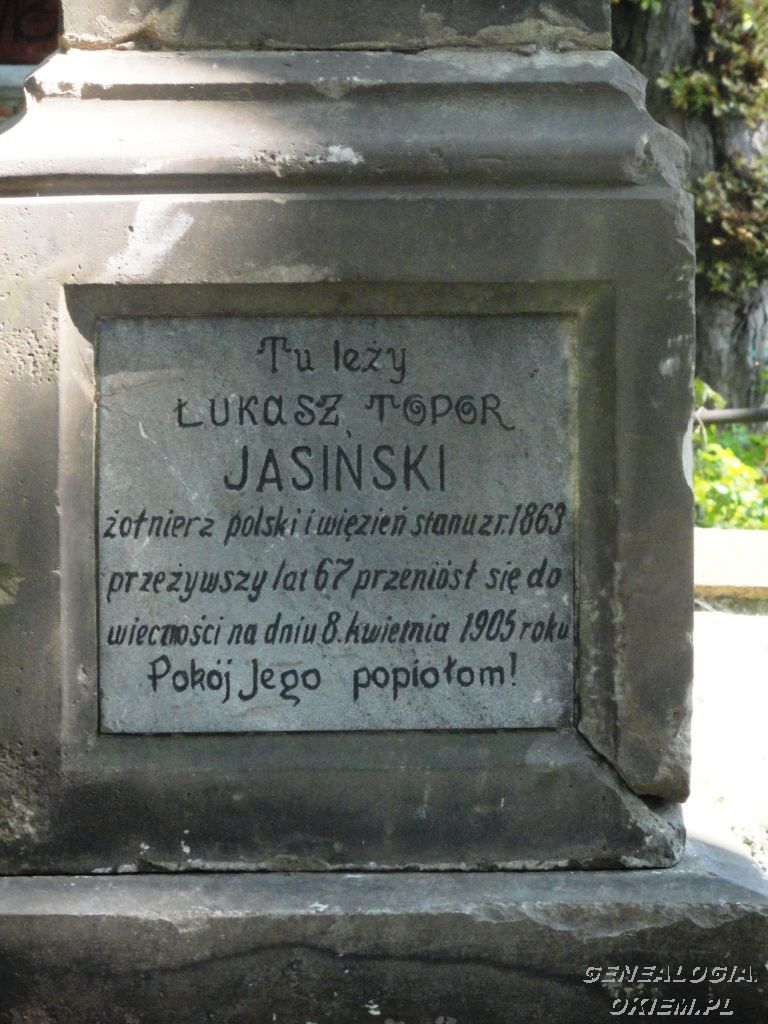 Tu leży
ŁUKASZ TOPOR
JASIŃSKI
żołnierz polski i więzień stanu z r. 1863
przeżywszy lat 67 przeniósł się do
wieczności na dniu 8. kwietnia 1905 roku
Pokój Jego popiołom!
GENEALOGIA
OKIEM.PL